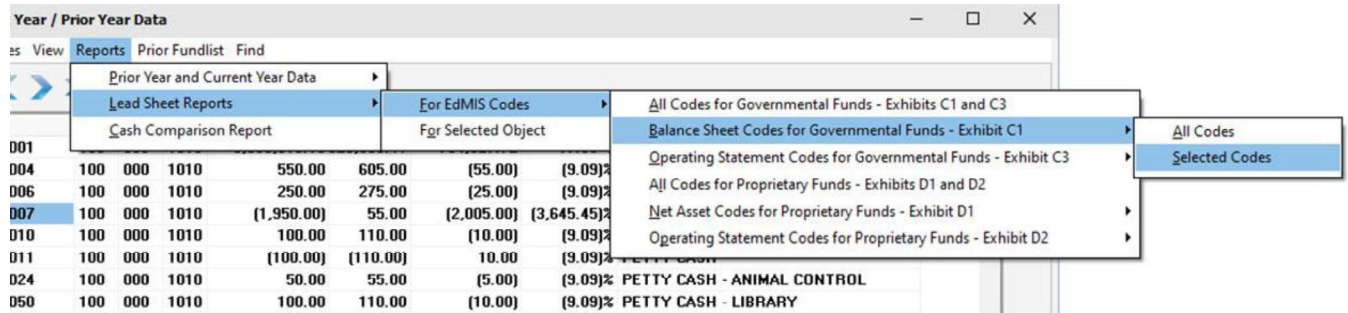 Year / Prior Year Data
es View Reports Prior Fundlist Find
Prior Year and Current Year Data
Lead Sheet Reports
Cash Comparison Report
For EdMIS Codes
For Selected Object
All Codes for Governmental Funds - Exhibits C1 and C3
Balance Sheet Codes for Governmental Funds - Exhibit C1
Operating Statement Codes for Governmental Funds - Exhibit C3
All Codes for Proprietary Funds - Exhibits D1 and D2
Net Asset Codes for Proprietary Funds - Exhibit D1
Operating Statement Codes for Proprietary Funds - Exhibit D2
All Codes
Selected Codes
001
004 100 000 1010 550.00 605.00 (55.00) (9.09)%
006 100 000 1010 250.00 275.00 (25.00) (9.09)%
007 100 000 1010 (1,950.00) 55.00 (2,005.00) (3,645.45)%
010 100 000 1010 100.00 110.00 (10.00) (9.09)%
011 100 000 1010 (100.00) (110.00) 10.00 (9.09)% PETTY CASH
024 100 000 1010 50.00 55.00 (5.00) (9.09)% PETTY CASH - ANIMAL CONTROL
050 100 000 1010 100.00 110.00 (10.00) (9.09)% PETTY CASH - LIBRARY